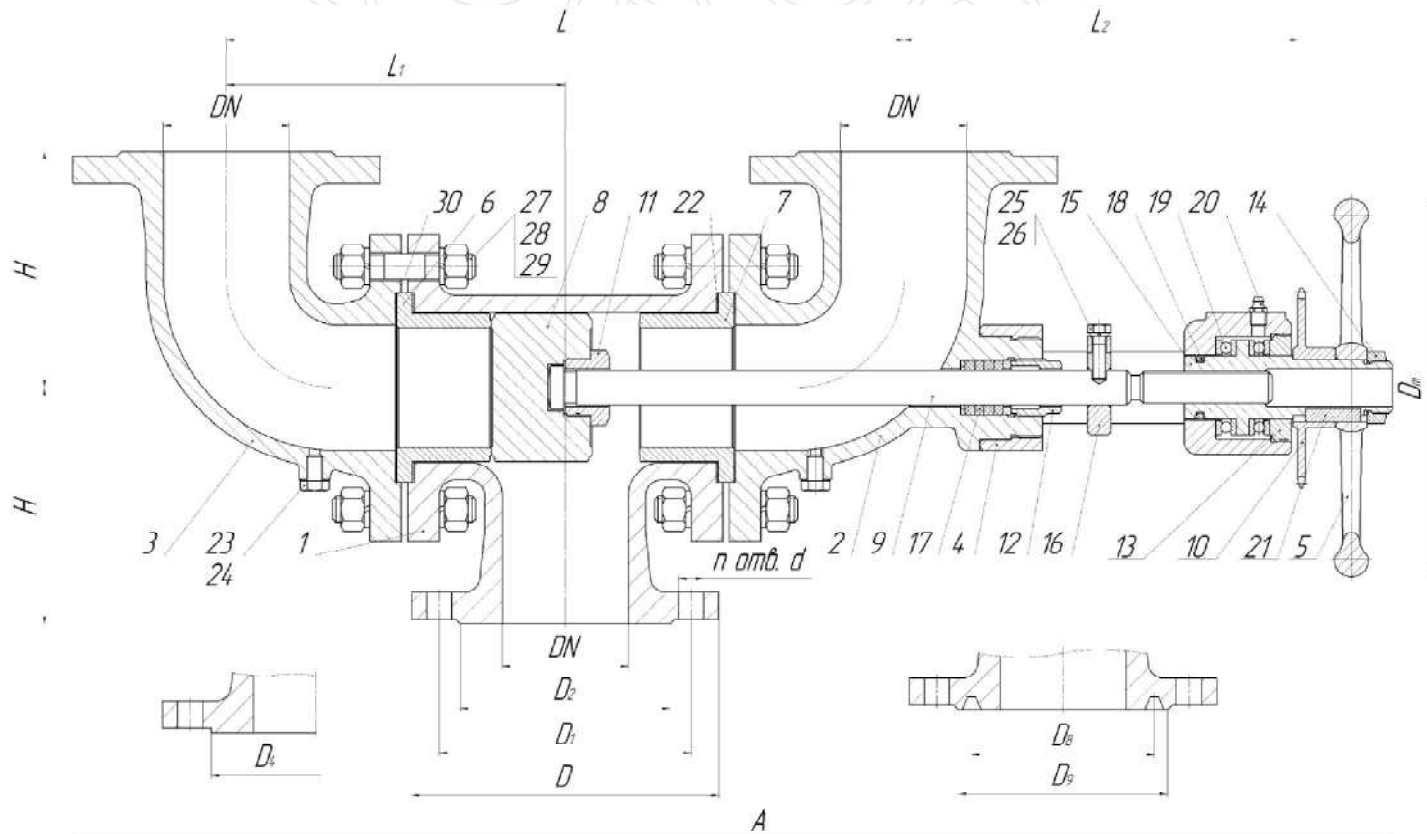 L
L₂
L₁
DN
DN
30 6 27 8 11 22 7 25 15 18 19 20 14
28 26
29
H
H
Dт
3 23 1 2 9 17 4 12 16 13 10 21 5
24
n отв. d
DN
D₂
D₁
D
D₄
D₈
D₉
A